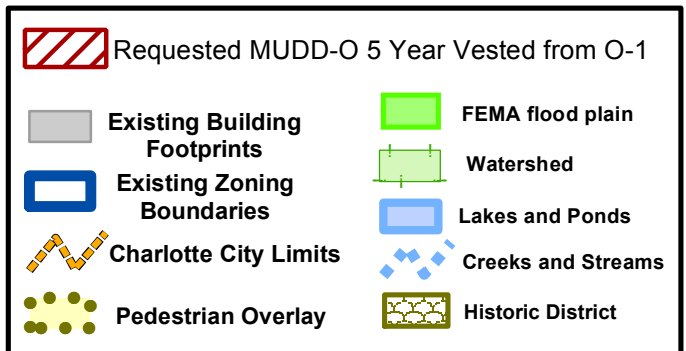 Requested MUDD-O 5 Year Vested from O-1
Existing Building
Footprints
Existing Zoning
Boundaries
Charlotte City Limits
Pedestrian Overlay
FEMA flood plain
Watershed
Lakes and Ponds
Creeks and Streams
Historic District